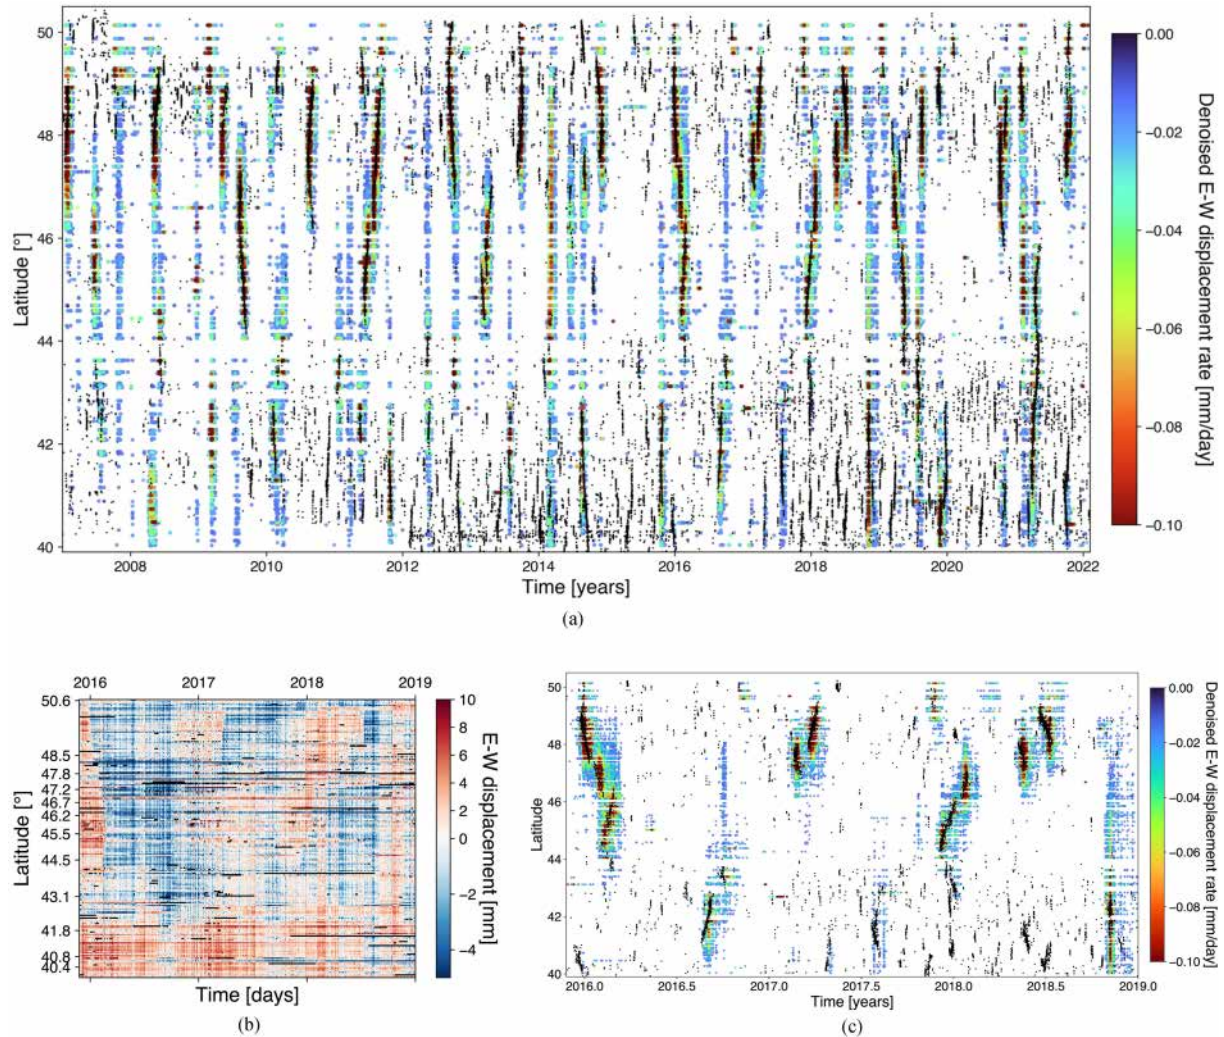 50
48
46
44
42
40
Latitude [°]
2008 2010 2012 2014 2016 2018 2020 2022
Time [years]
0.00
−0.02
−0.04
−0.06
−0.08
−0.10
Denoised E-W displacement rate [mm/day]
(a)
2016 2017 2018 2019
50.6
48.5
47.8
47.2
46.7
46.2
45.5
44.5
43.1
41.8
40.8
40.4
Latitude [°]
Time [days]
10
8
6
4
2
0
−2
−4
E-W displacement [mm]
(b)
50
48
46
44
42
40
Latitude
2016.0 2016.5 2017.0 2017.5 2018.0 2018.5 2019.0
Time [years]
0.00
−0.02
−0.04
−0.06
−0.08
−0.10
Denoised E-W displacement rate [mm/day]
(c)